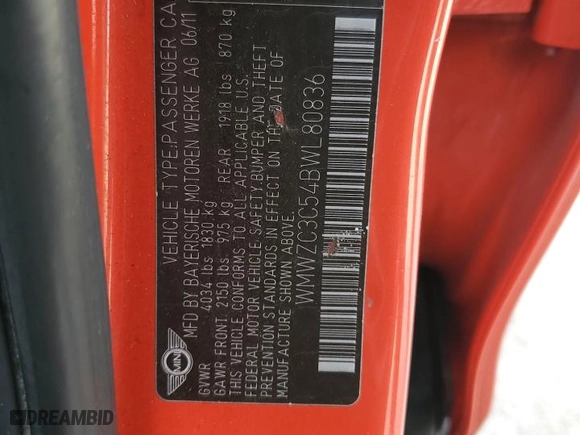 VEHICLE TYPE:PASSENGER CA
MFD BY BAYERISCHE MOTOREN WERKE AG 06/11
GVWR 4034 lbs 1830 kg
GAWR FRONT 2150 lbs 975 kg REAR 1918 lbs 870 kg
THIS VEHICLE CONFORMS TO ALL APPLICABLE U.S.
FEDERAL MOTOR VEHICLE SAFETY,BUMPER AND THEFT
PREVENTION STANDARDS IN EFFECT ON THE DATE OF
MANUFACTURE SHOWN ABOVE.
WMWZC3C54BWL80836
MINI
DREAMBID